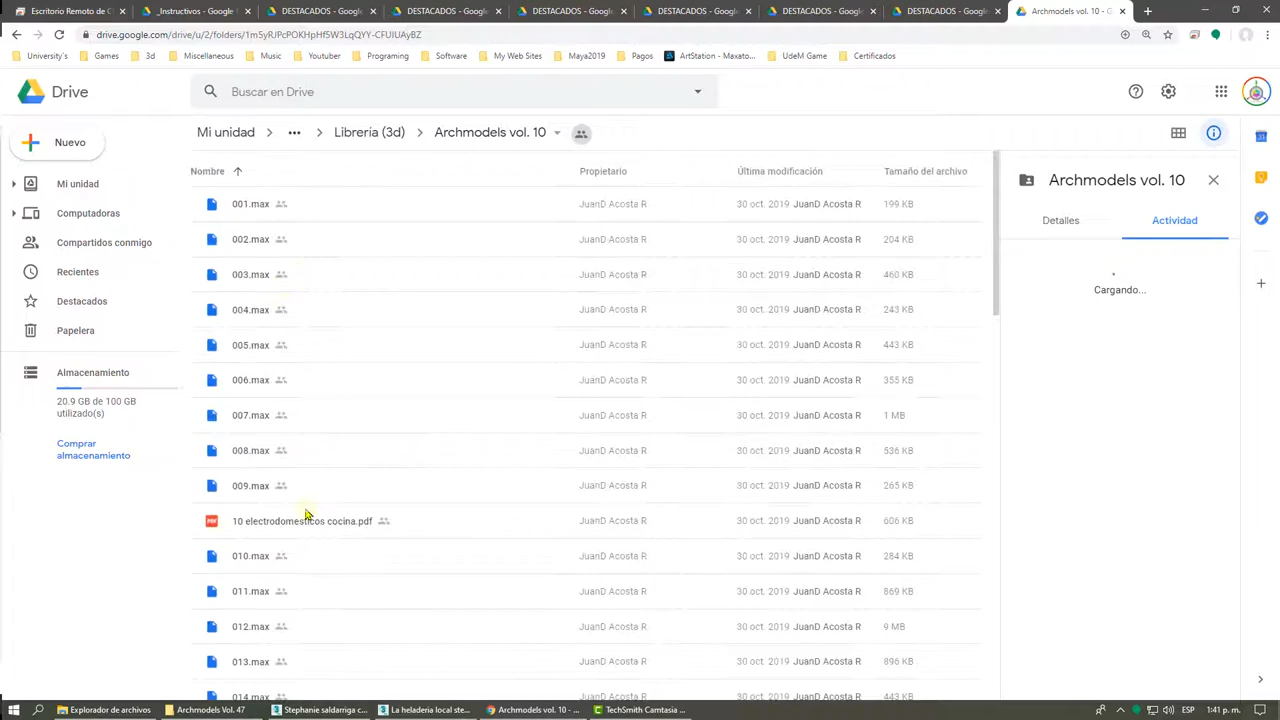 Escritorio Remoto de C
_Instructivos - Google
DESTACADOS - Google
DESTACADOS - Google
DESTACADOS - Google
DESTACADOS - Google
DESTACADOS - Google
DESTACADOS - Google
Archmodels vol. 10 - G
drive.google.com/drive/u/2/folders/1m5yRJPcPOKHpHf5W3LqQYY-CFUIUAyBZ
University's
Games
3d
Miscellaneous
Music
Youtuber
Programing
Software
My Web Sites
Maya2019
Pagos
ArtStation - Maxato...
UdeM Game
Certificados
Drive
Buscar en Drive
Nuevo
Mi unidad
...
Libreria (3d)
Archmodels vol. 10
Mi unidad
Computadoras
Compartidos conmigo
Recientes
Destacados
Papelera
Almacenamiento
20.9 GB de 100 GB
utilizado(s)
Comprar
almacenamiento
Nombre Propietario Última modificación Tamaño del archivo
001.max JuanD Acosta R 30 oct. 2019 JuanD Acosta R 199 KB
002.max JuanD Acosta R 30 oct. 2019 JuanD Acosta R 204 KB
003.max JuanD Acosta R 30 oct. 2019 JuanD Acosta R 460 KB
004.max JuanD Acosta R 30 oct. 2019 JuanD Acosta R 243 KB
005.max JuanD Acosta R 30 oct. 2019 JuanD Acosta R 443 KB
006.max JuanD Acosta R 30 oct. 2019 JuanD Acosta R 355 KB
007.max JuanD Acosta R 30 oct. 2019 JuanD Acosta R 1 MB
008.max JuanD Acosta R 30 oct. 2019 JuanD Acosta R 536 KB
009.max JuanD Acosta R 30 oct. 2019 JuanD Acosta R 265 KB
PDF 10 electrodomesticos cocina.pdf JuanD Acosta R 30 oct. 2019 JuanD Acosta R 606 KB
010.max JuanD Acosta R 30 oct. 2019 JuanD Acosta R 284 KB
011.max JuanD Acosta R 30 oct. 2019 JuanD Acosta R 869 KB
012.max JuanD Acosta R 30 oct. 2019 JuanD Acosta R 9 MB
013.max JuanD Acosta R 30 oct. 2019 JuanD Acosta R 896 KB
014.max JuanD Acosta R 30 oct. 2019 JuanD Acosta R 443 KB
Archmodels vol. 10
Detalles
Actividad
Cargando...
Explorador de archivos
Archmodels Vol. 47
Stephanie saldarriaga c...
La heladeria local ste...
Archmodels vol. 10 - ...
TechSmith Camtasia ...
ESP
1:41 p. m.